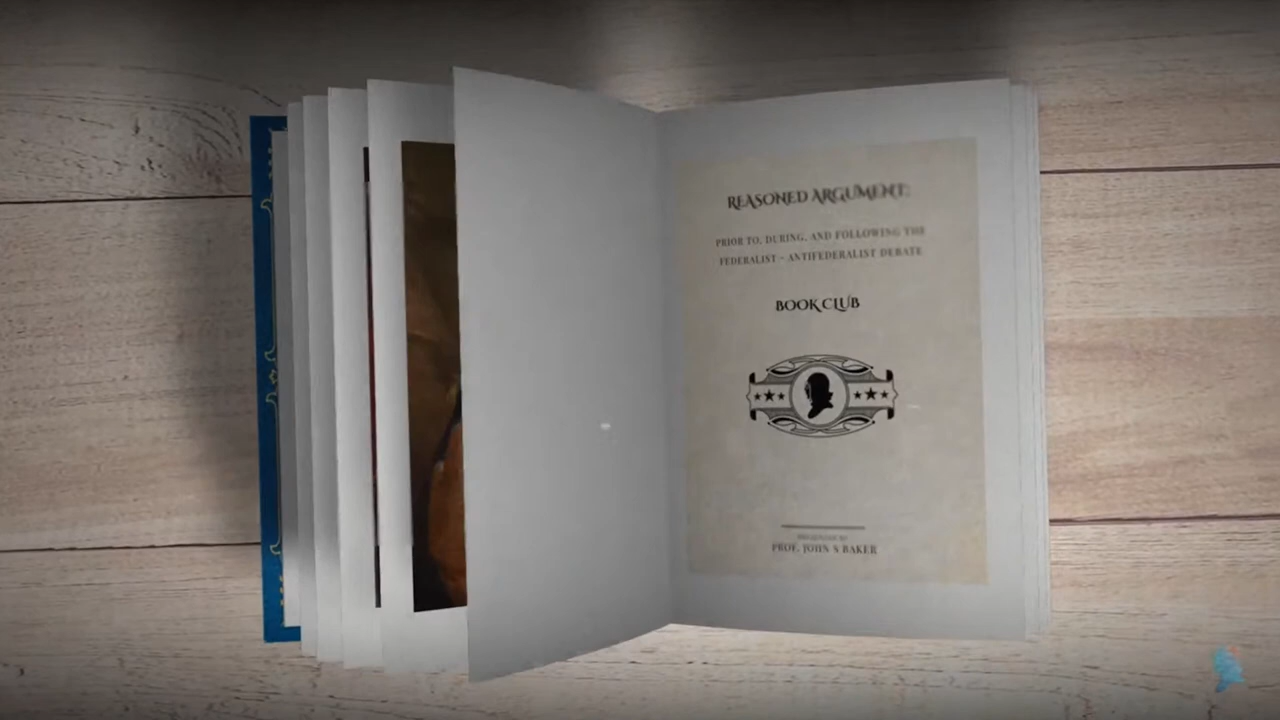 REASONED ARGUMENT:
PRIOR TO, DURING, AND FOLLOWING THE
FEDERALIST - ANTIFEDERALIST DEBATE
BOOK CLUB
PROF. JOHN S BAKER